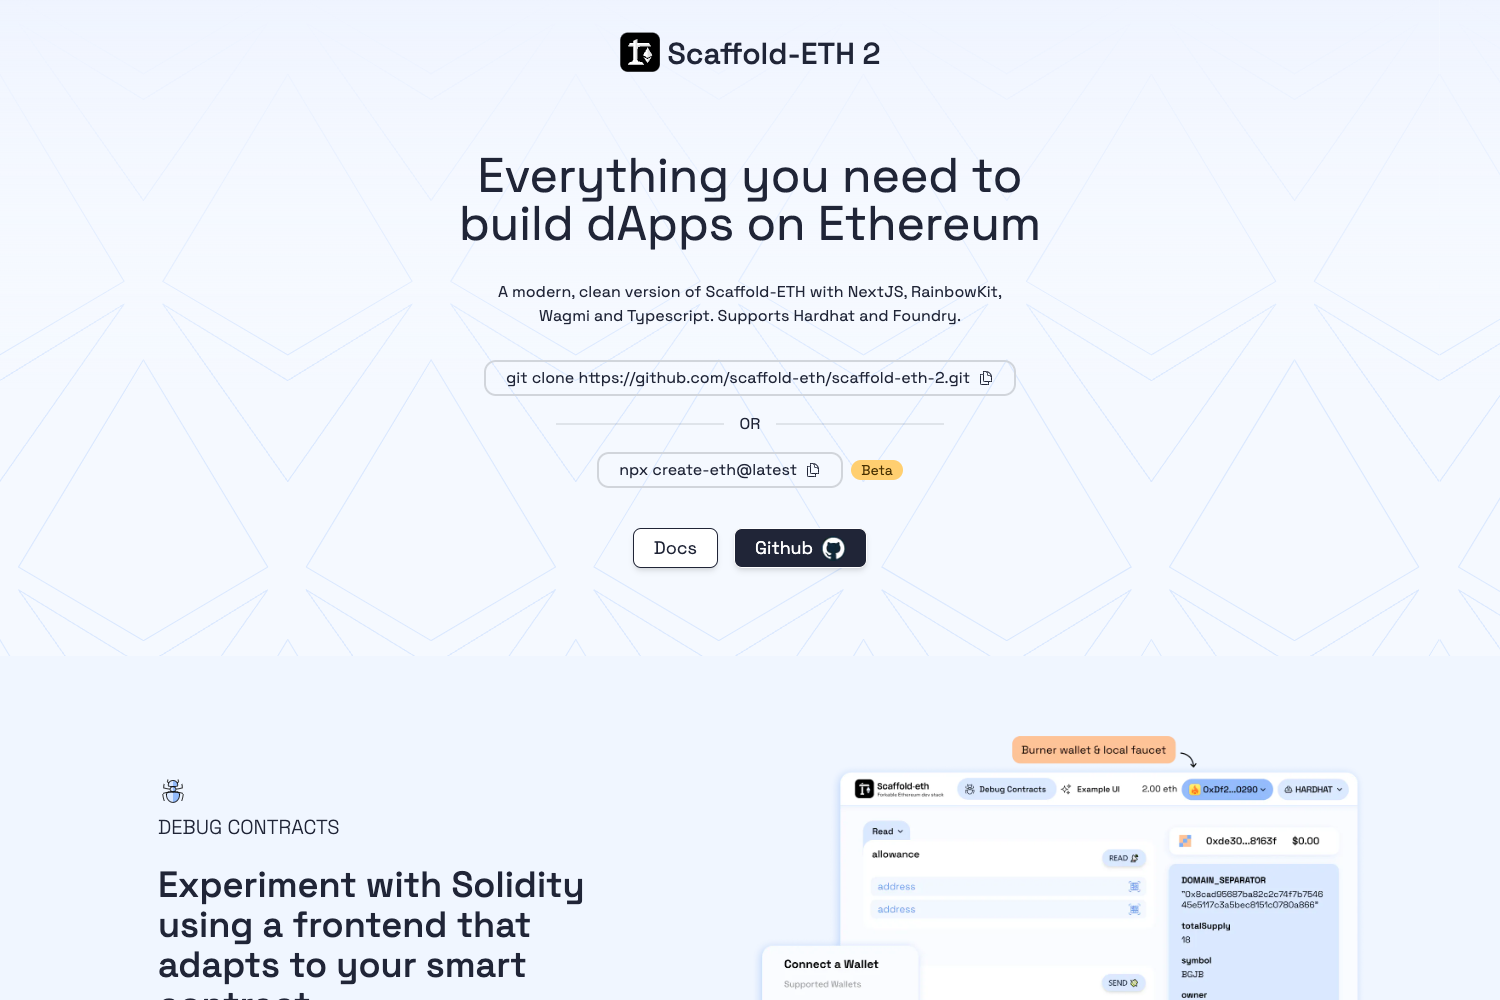 Scaffold-ETH 2
Everything you need to
build dApps on Ethereum
A modern, clean version of Scaffold-ETH with NextJS, RainbowKit,
Wagmi and Typescript. Supports Hardhat and Foundry.
git clone https://github.com/scaffold-eth/scaffold-eth-2.git
OR
npx create-eth@latest
Beta
Docs
Github
DEBUG CONTRACTS
Experiment with Solidity
using a frontend that
adapts to your smart
contract
Burner wallet & local faucet
Scaffold-eth
Forkable Ethereum dev stack
Debug Contracts
Example UI
2.00 eth
0xDf2...0290
HARDHAT
Read
allowance
READ
address
address
0xde30...8163f
$0.00
DOMAIN_SEPARATOR
"0x8cad95687ba82c2c74f7b7546
45e5117c3a5bec8151c0780a866"
totalSupply
18
symbol
BGJB
owner
Connect a Wallet
Supported Wallets
SEND